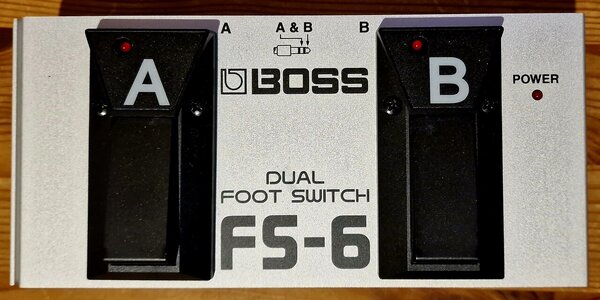 A
A & B
B
A
B
BOSS
POWER
DUAL
FOOT SWITCH
FS-6